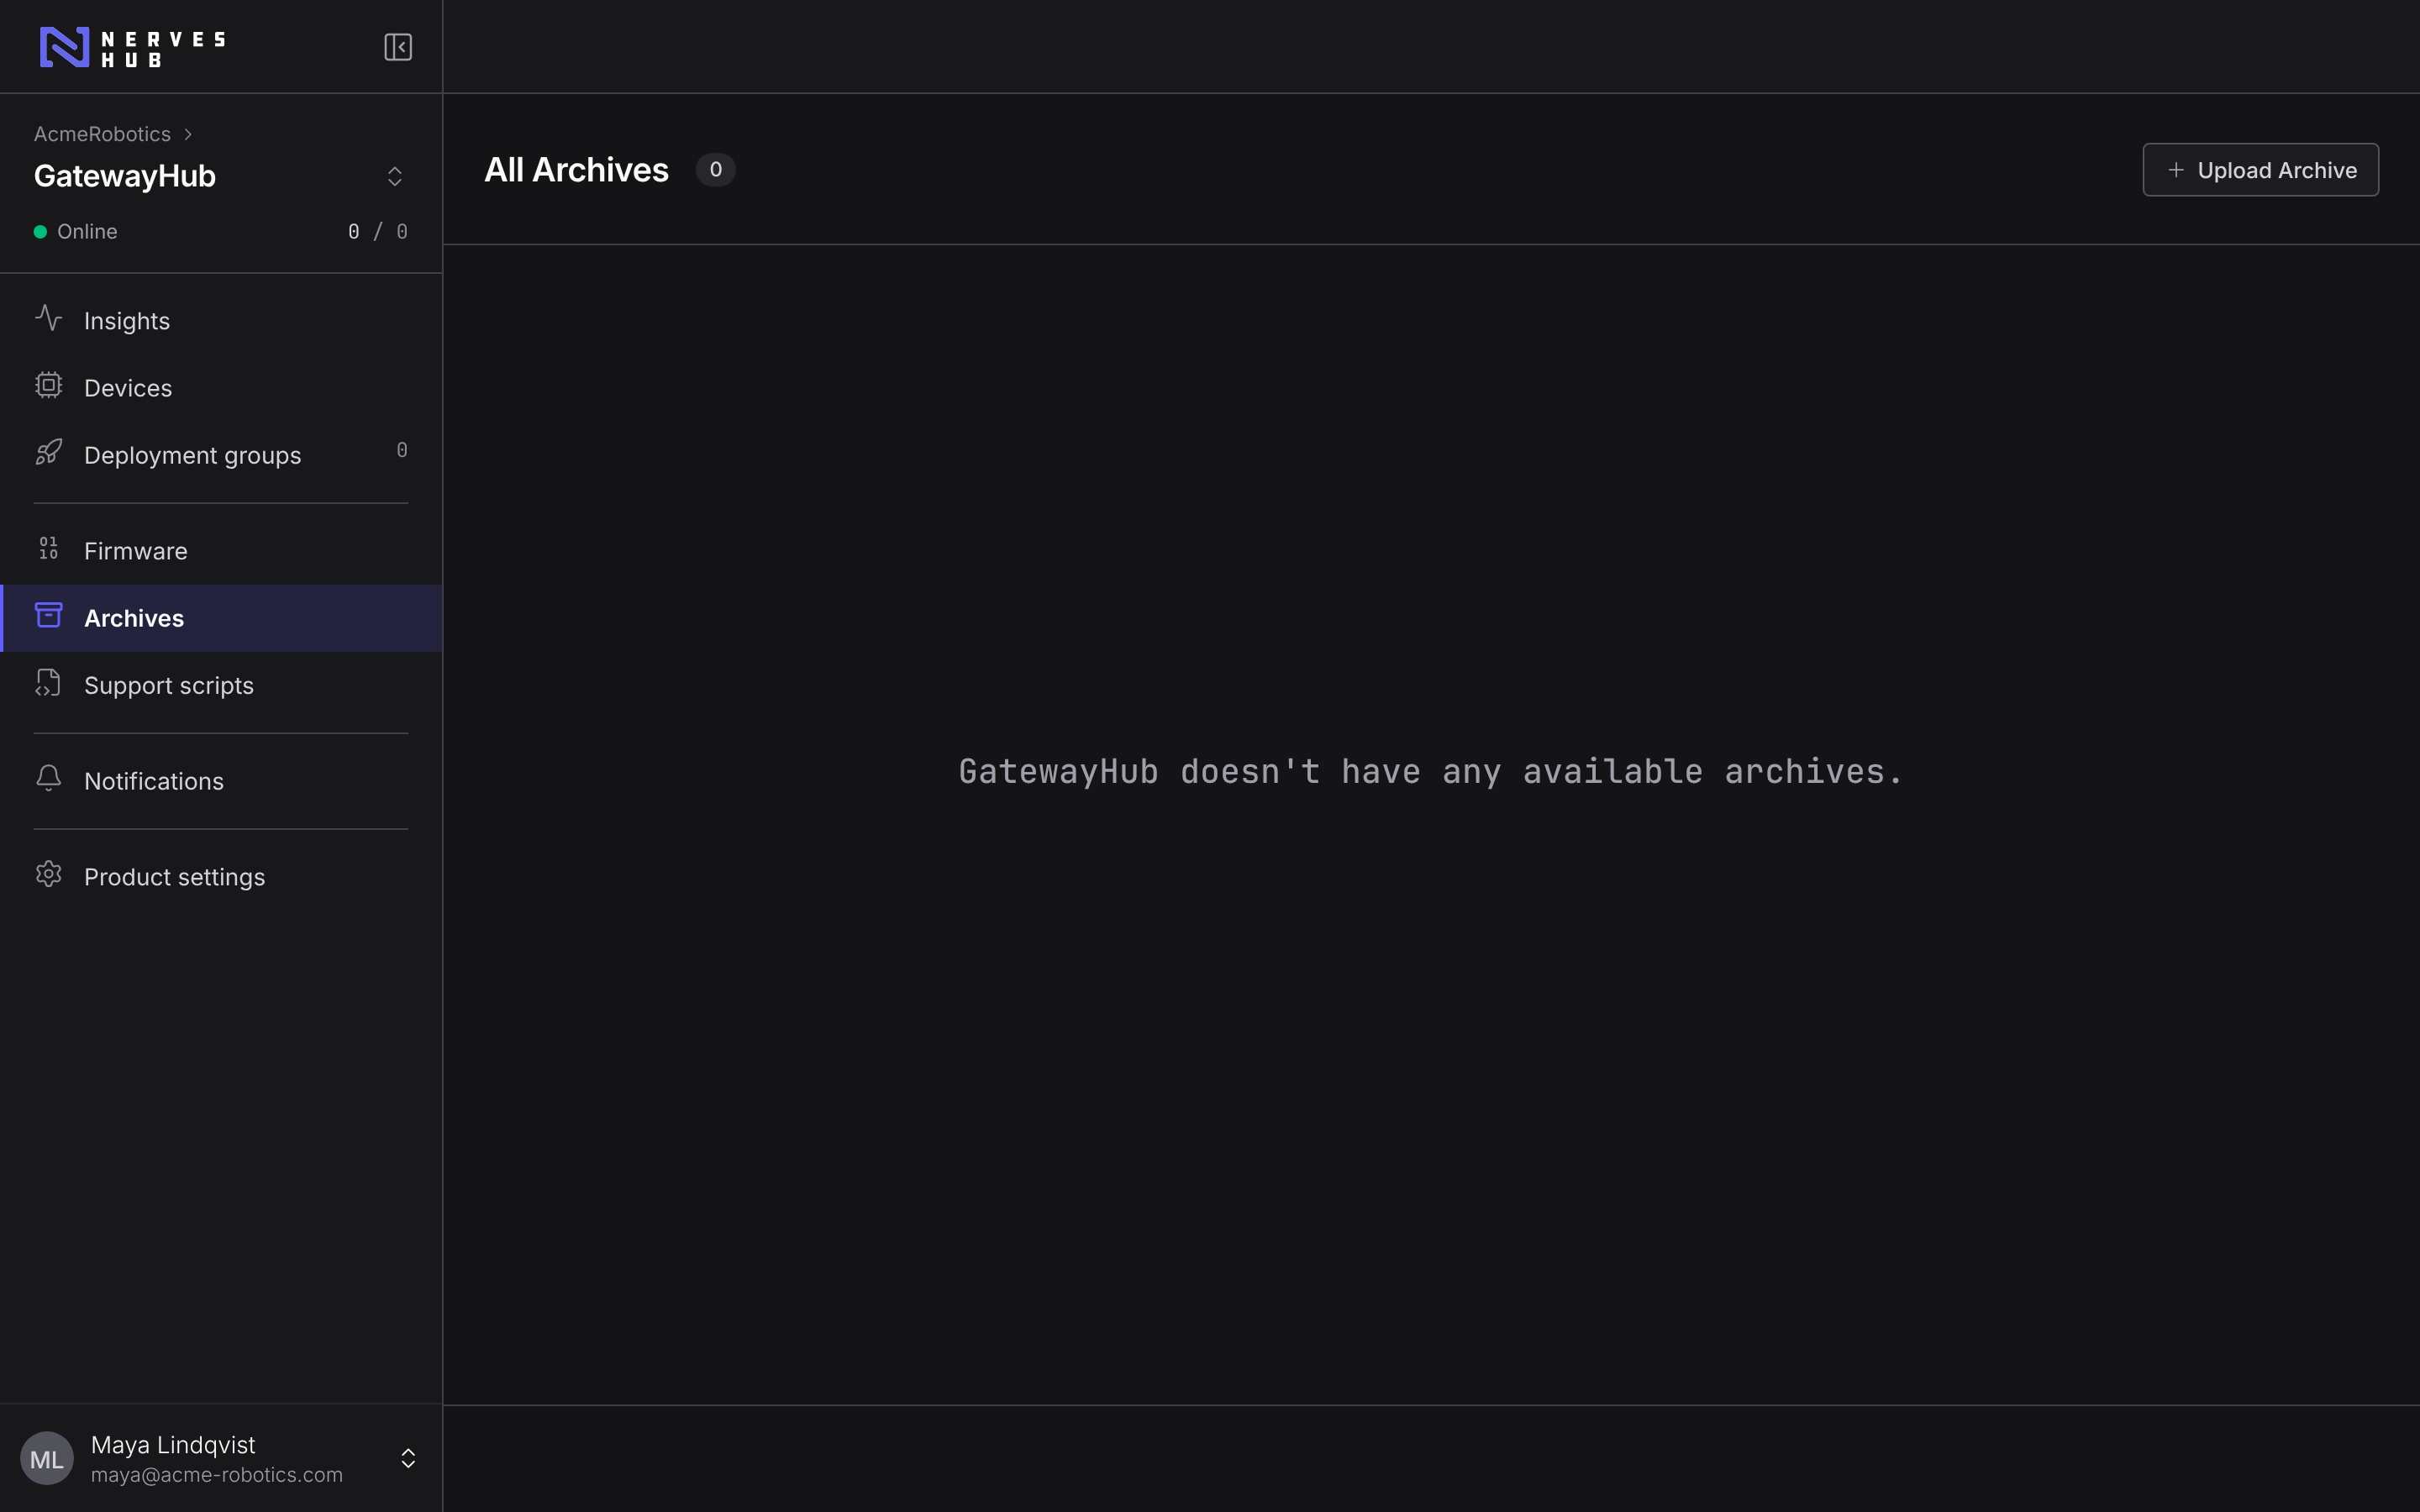 NERVES
HUB
AcmeRobotics
GatewayHub
Online 0 / 0
Insights
Devices
Deployment groups 0
Firmware
Archives
Support scripts
Notifications
Product settings
ML
Maya Lindqvist
maya@acme-robotics.com
All Archives 0
Upload Archive
GatewayHub doesn't have any available archives.